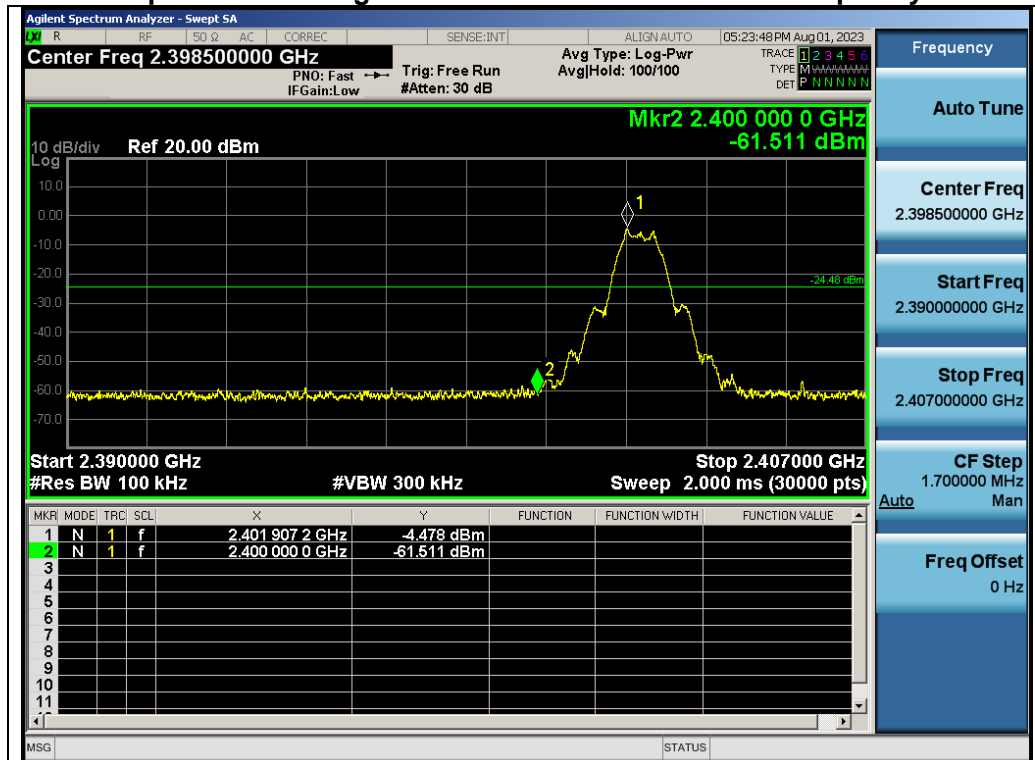 Agilent Spectrum Analyzer - Swept SA
LXI R RF 50 Ω AC CORREC SENSE:INT ALIGN AUTO 05:23:48 PM Aug 01, 2023
Center Freq 2.398500000 GHz
PNO: Fast
IFGain:Low
Trig: Free Run
#Atten: 30 dB
Avg Type: Log-Pwr
Avg|Hold: 100/100
TRACE 1 2 3 4 5 6
TYPE M
DET P N N N N N
Mkr2 2.400 000 0 GHz
-61.511 dBm
10 dB/div Ref 20.00 dBm
Log
10.0
0.00
-10.0
-20.0
-30.0
-40.0
-50.0
-60.0
-70.0
1
-24.48 dBm
2
Start 2.390000 GHz Stop 2.407000 GHz
#Res BW 100 kHz #VBW 300 kHz Sweep 2.000 ms (30000 pts)
MKR MODE TRC SCL X Y FUNCTION FUNCTION WIDTH FUNCTION VALUE
1 N 1 f 2.401 907 2 GHz -4.478 dBm
2 N 1 f 2.400 000 0 GHz -61.511 dBm
3
4
5
6
7
8
9
10
11
MSG STATUS
Frequency
Auto Tune
Center Freq
2.398500000 GHz
Start Freq
2.390000000 GHz
Stop Freq
2.407000000 GHz
CF Step
1.700000 MHz
Auto Man
Freq Offset
0 Hz